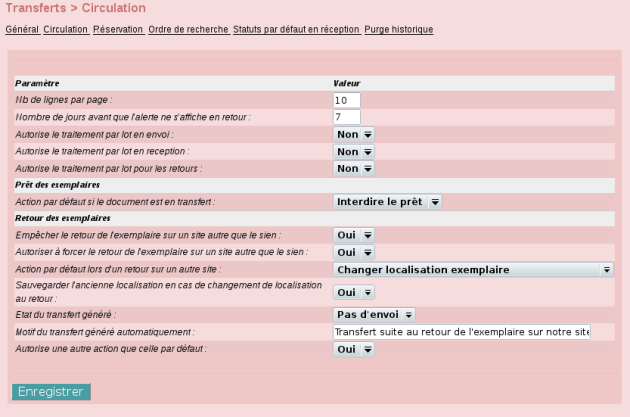 Transferts > Circulation
Général Circulation Réservation Ordre de recherche Statuts par défaut en réception Purge historique
Paramètre Valeur
Nb de lignes par page : 10
Nombre de jours avant que l'alerte ne s'affiche en retour : 7
Autorise le traitement par lot en envoi : Non
Autorise le traitement par lot en reception : Non
Autorise le traitement par lot pour les retours : Non
Prêt des exemplaires
Action par défaut si le document est en transfert : Interdire le prêt
Retour des exemplaires
Empêcher le retour de l'exemplaire sur un site autre que le sien : Oui
Autoriser à forcer le retour de l'exemplaire sur un site autre que le sien : Oui
Action par défaut lors d'un retour sur un autre site : Changer localisation exemplaire
Sauvegarder l'ancienne localisation en cas de changement de localisation
au retour : Oui
Etat du transfert généré : Pas d'envoi
Motif du transfert généré automatiquement : Transfert suite au retour de l'exemplaire sur notre site
Autorise une autre action que celle par défaut : Oui
Enregistrer